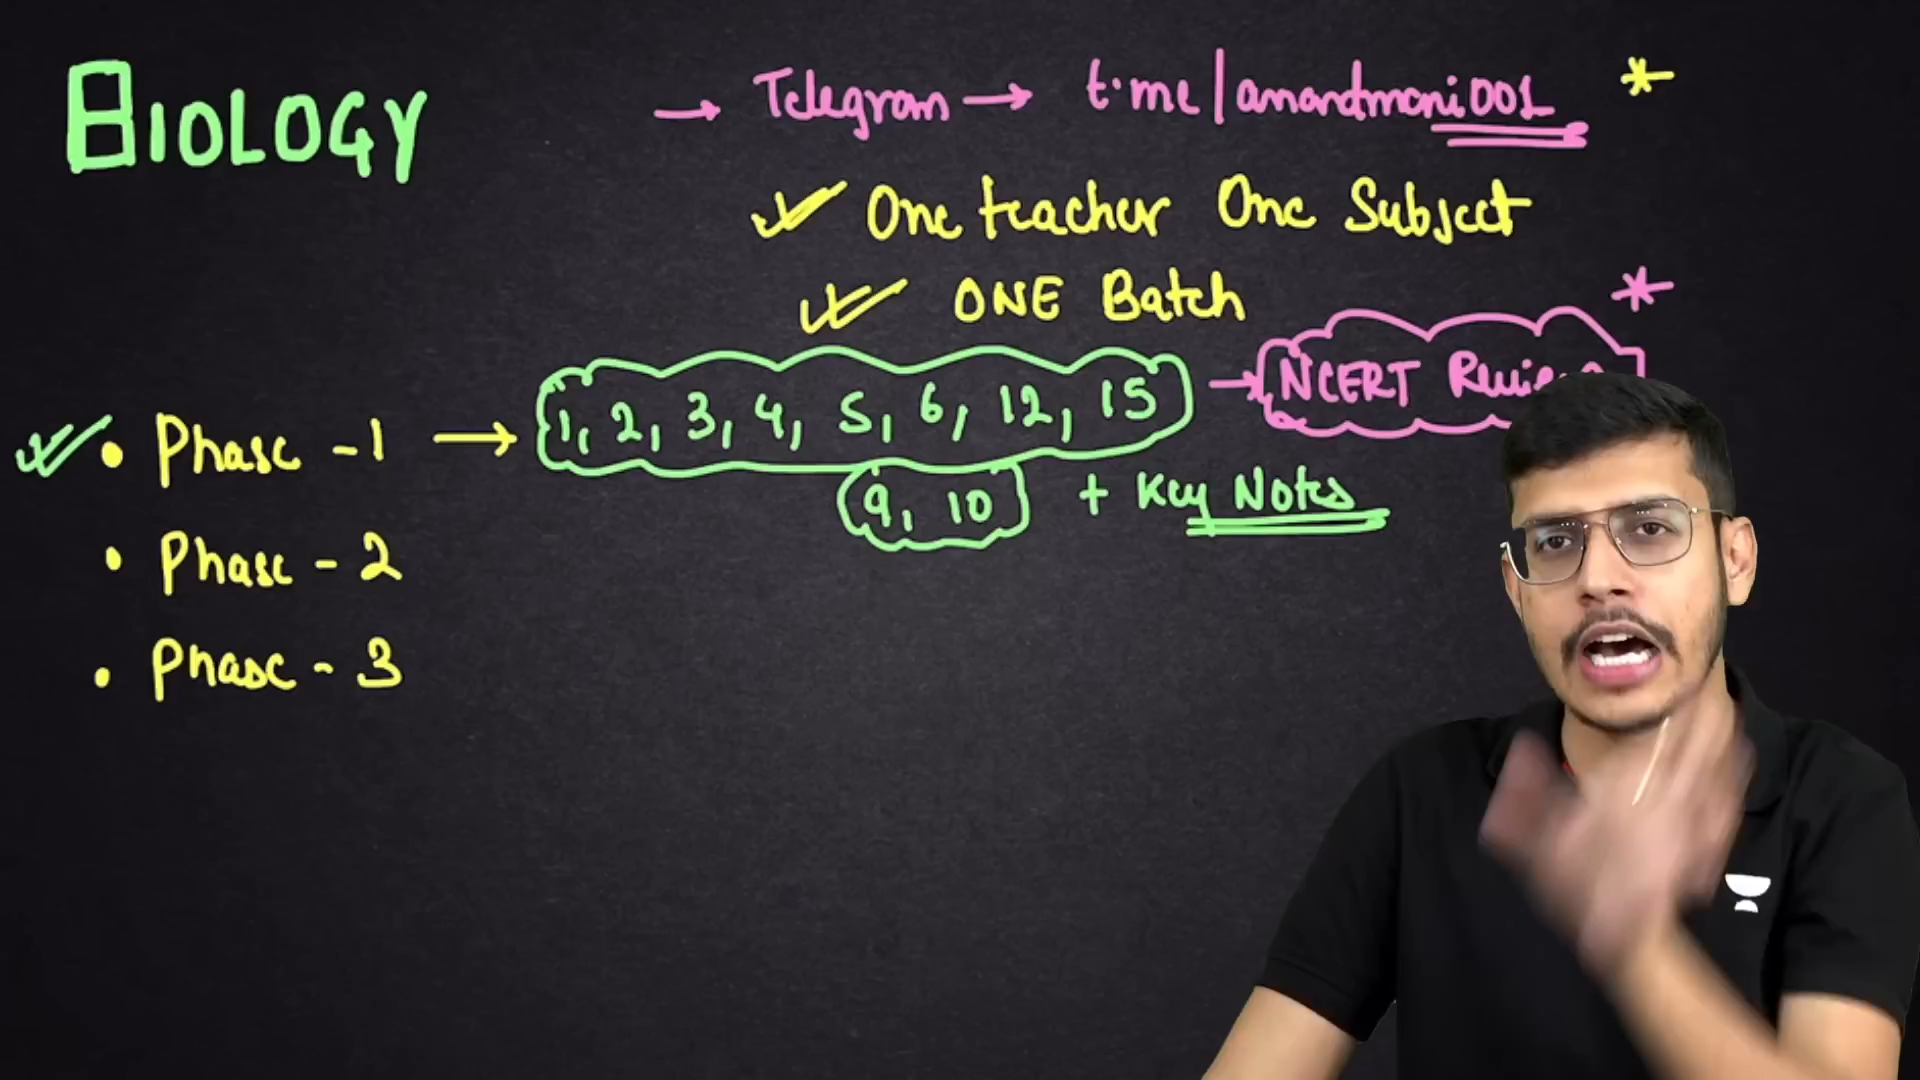 BIOLOGY
→ Telegram → t.me/anandmani001 *
One teacher One Subject
ONE Batch
• Phase - 1 → 1, 2, 3, 4, 5, 6, 12, 15 → NCERT *
9, 10 + Key Notes
• Phase - 2
• Phase - 3